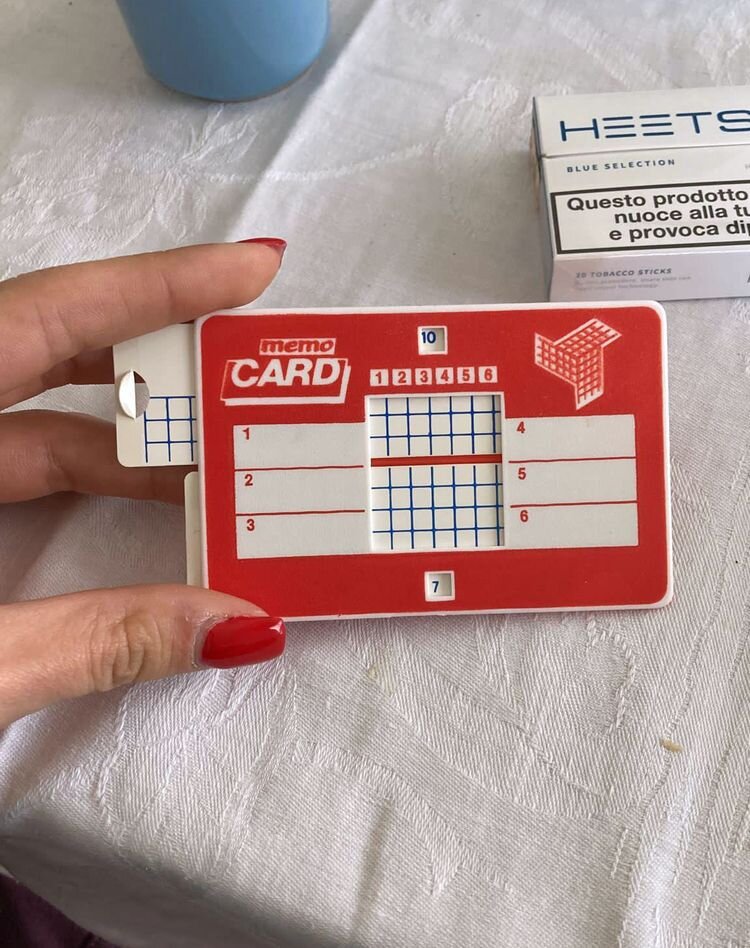 HEETS
BLUE SELECTION
Questo prodotto
nuoce alla tu
e provoca dip
20 TOBACCO STICKS
memo
CARD
10
1 2 3 4 5 6
1
2
3
4
5
6
7